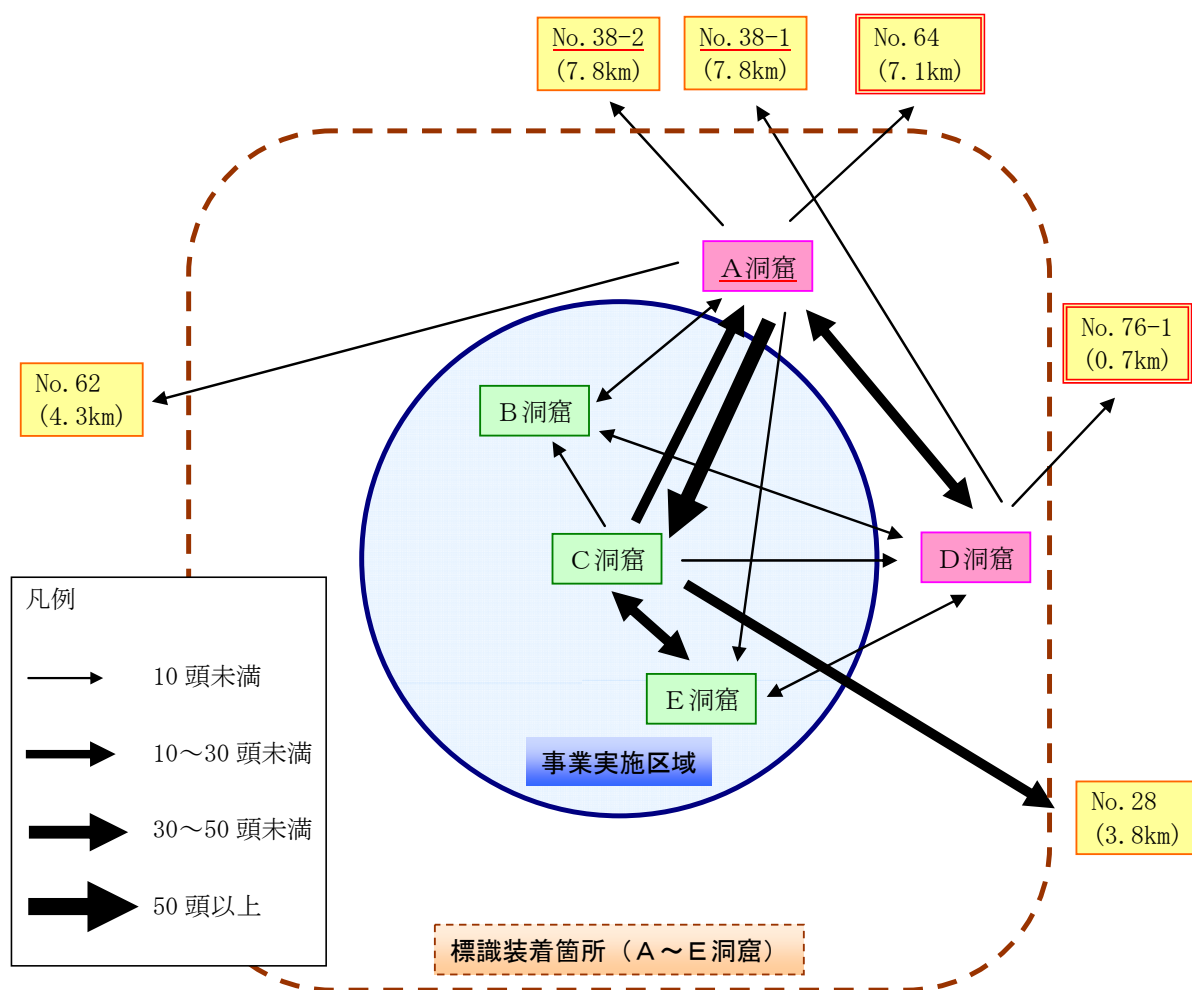 No.38-2
(7.8km)
No.38-1
(7.8km)
No.64
(7.1km)
A洞窟
No.76-1
(0.7km)
No.62
(4.3km)
B洞窟
C洞窟
D洞窟
E洞窟
事業実施区域
No.28
(3.8km)
凡例
10頭未満
10～30頭未満
30～50頭未満
50頭以上
標識装着箇所（A～E洞窟）